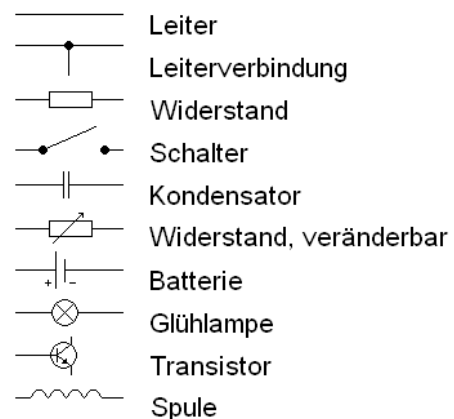 Leiter
Leiterverbindung
Widerstand
Schalter
Kondensator
Widerstand, veränderbar
+ −
Batterie
Glühlampe
Transistor
Spule